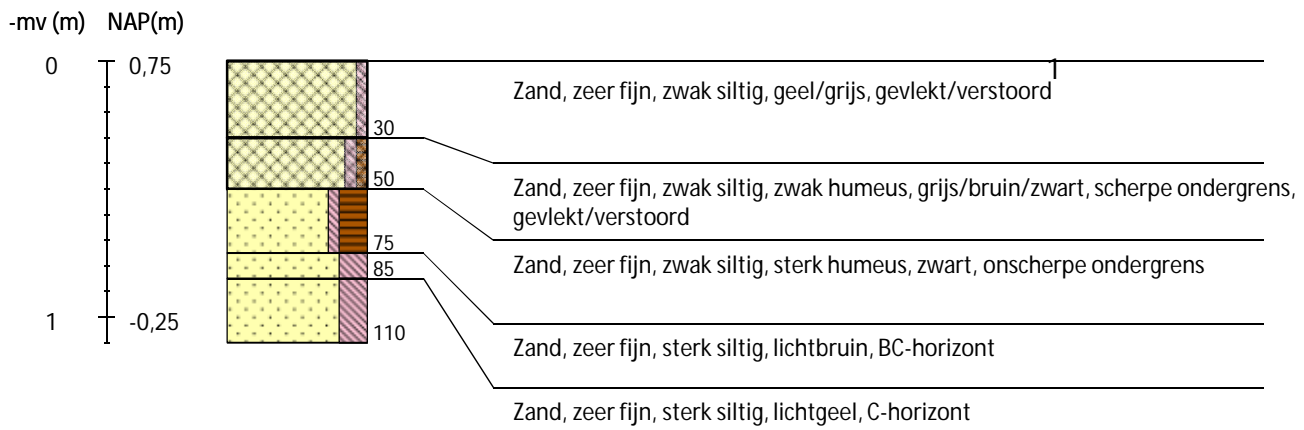 -mv (m) NAP(m)
0 0,75
1
Zand, zeer fijn, zwak siltig, geel/grijs, gevlekt/verstoord
30
50
Zand, zeer fijn, zwak siltig, zwak humeus, grijs/bruin/zwart, scherpe ondergrens,
gevlekt/verstoord
75
Zand, zeer fijn, zwak siltig, sterk humeus, zwart, onscherpe ondergrens
85
1 -0,25
110
Zand, zeer fijn, sterk siltig, lichtbruin, BC-horizont
Zand, zeer fijn, sterk siltig, lichtgeel, C-horizont